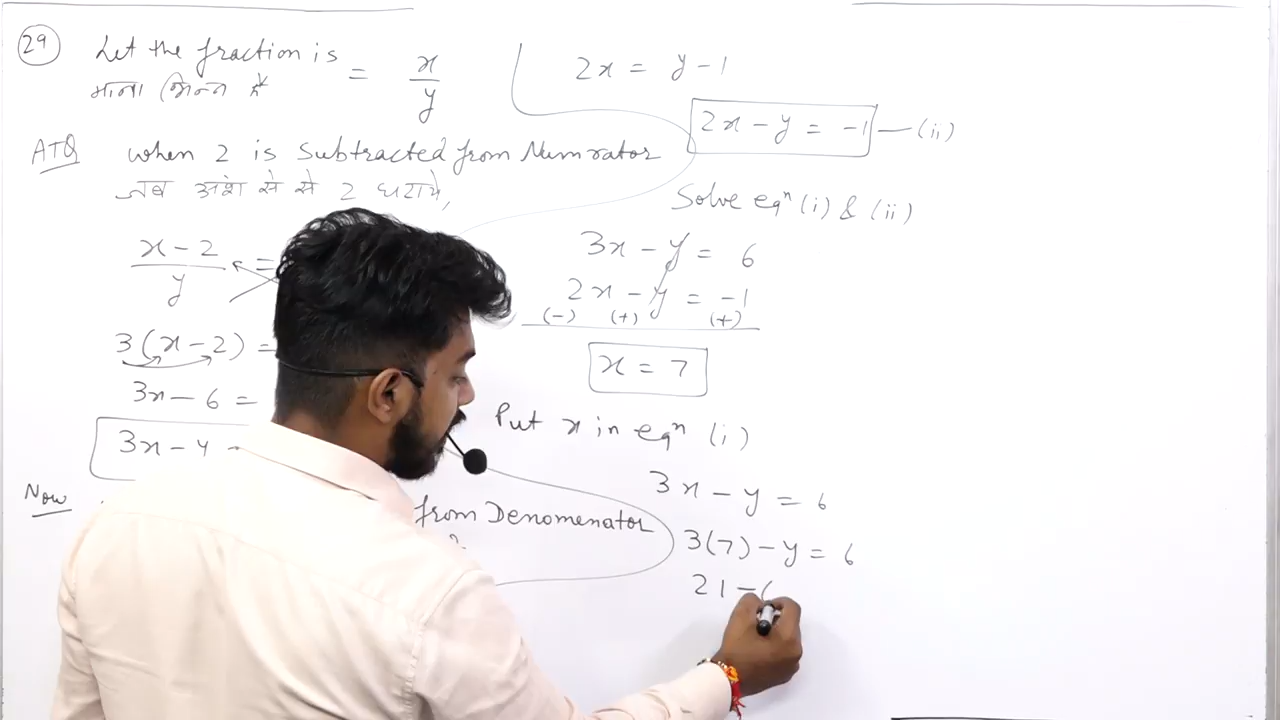 29 Let the fraction is = x/y
माना भिन्न है
ATQ when 2 is subtracted from Numrator
जब अंश से से 2 घटाये,
x-2/y =
3(x-2) =
3x-6 =
3x-y
Now
from Denomenator
2x = y-1
2x-y = -1 — (ii)
Solve eqⁿ (i) & (ii)
3x - y = 6
2x - y = -1
(-) (+) (+)
x = 7
Put x in eqⁿ (i)
3x - y = 6
3(7) - y = 6
21 -